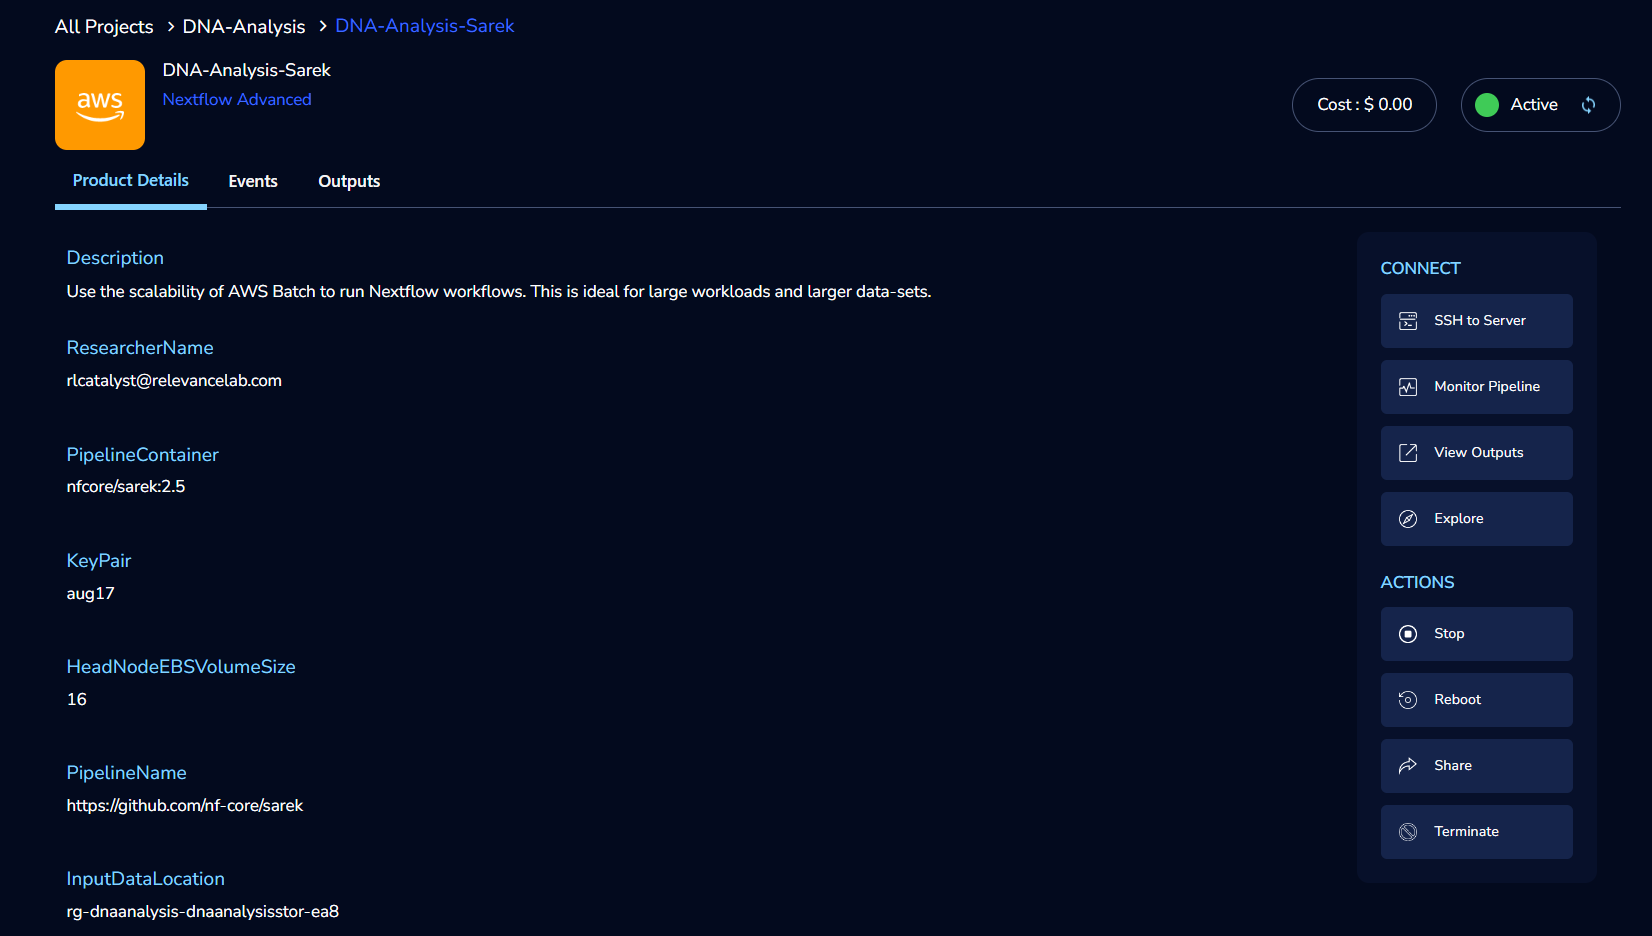 All Projects > DNA-Analysis > DNA-Analysis-Sarek
aws
DNA-Analysis-Sarek
Nextflow Advanced
Cost : $ 0.00
Active
Product Details
Events
Outputs
Description
Use the scalability of AWS Batch to run Nextflow workflows. This is ideal for large workloads and larger data-sets.
ResearcherName
rlcatalyst@relevancelab.com
PipelineContainer
nfcore/sarek:2.5
KeyPair
aug17
HeadNodeEBSVolumeSize
16
PipelineName
https://github.com/nf-core/sarek
InputDataLocation
rg-dnaanalysis-dnaanalysisstor-ea8
CONNECT
SSH to Server
Monitor Pipeline
View Outputs
Explore
ACTIONS
Stop
Reboot
Share
Terminate